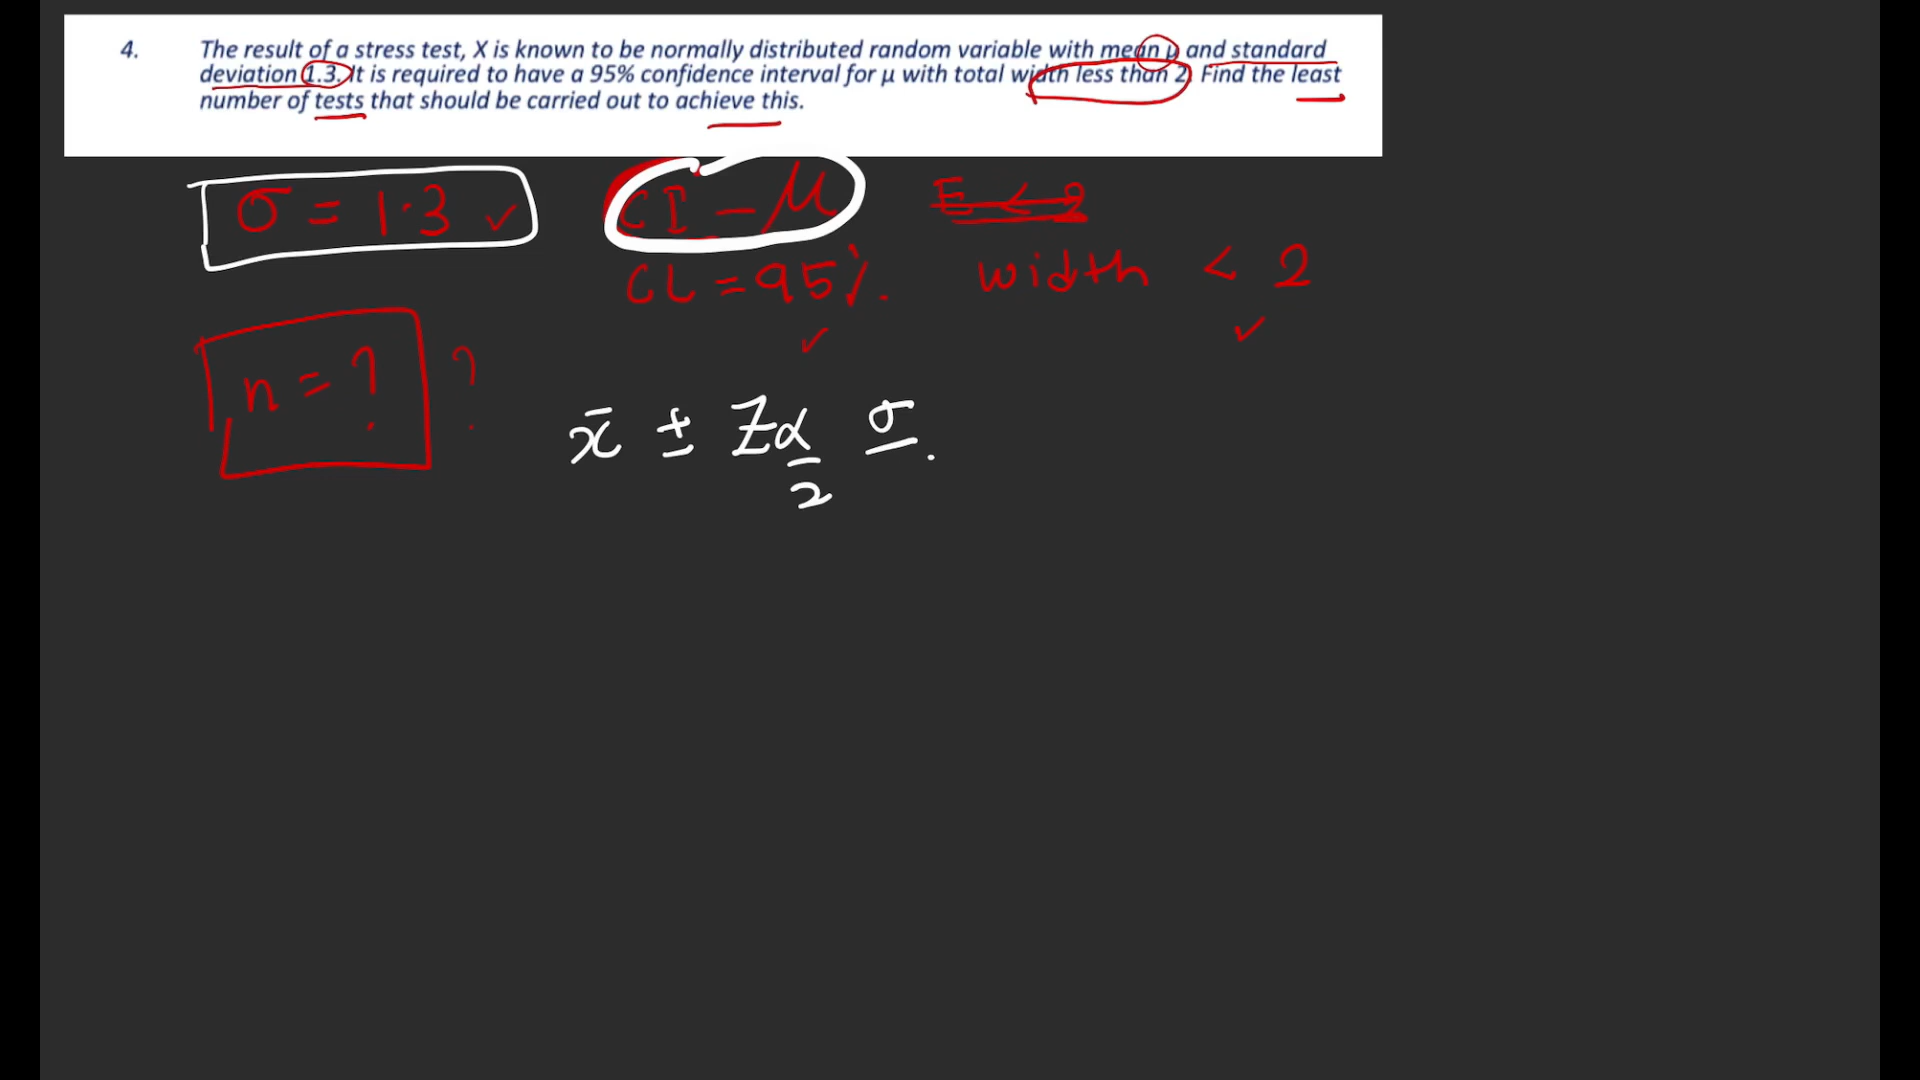 4. The result of a stress test, X is known to be normally distributed random variable with mean μ and standard
deviation 1.3. It is required to have a 95% confidence interval for μ with total width less than 2. Find the least
number of tests that should be carried out to achieve this.
σ = 1.3 ✓ CI - μ E < 2
CL = 95%. width < 2
✓ ✓
n = ? ?
x̄ ± Zα/2 σ